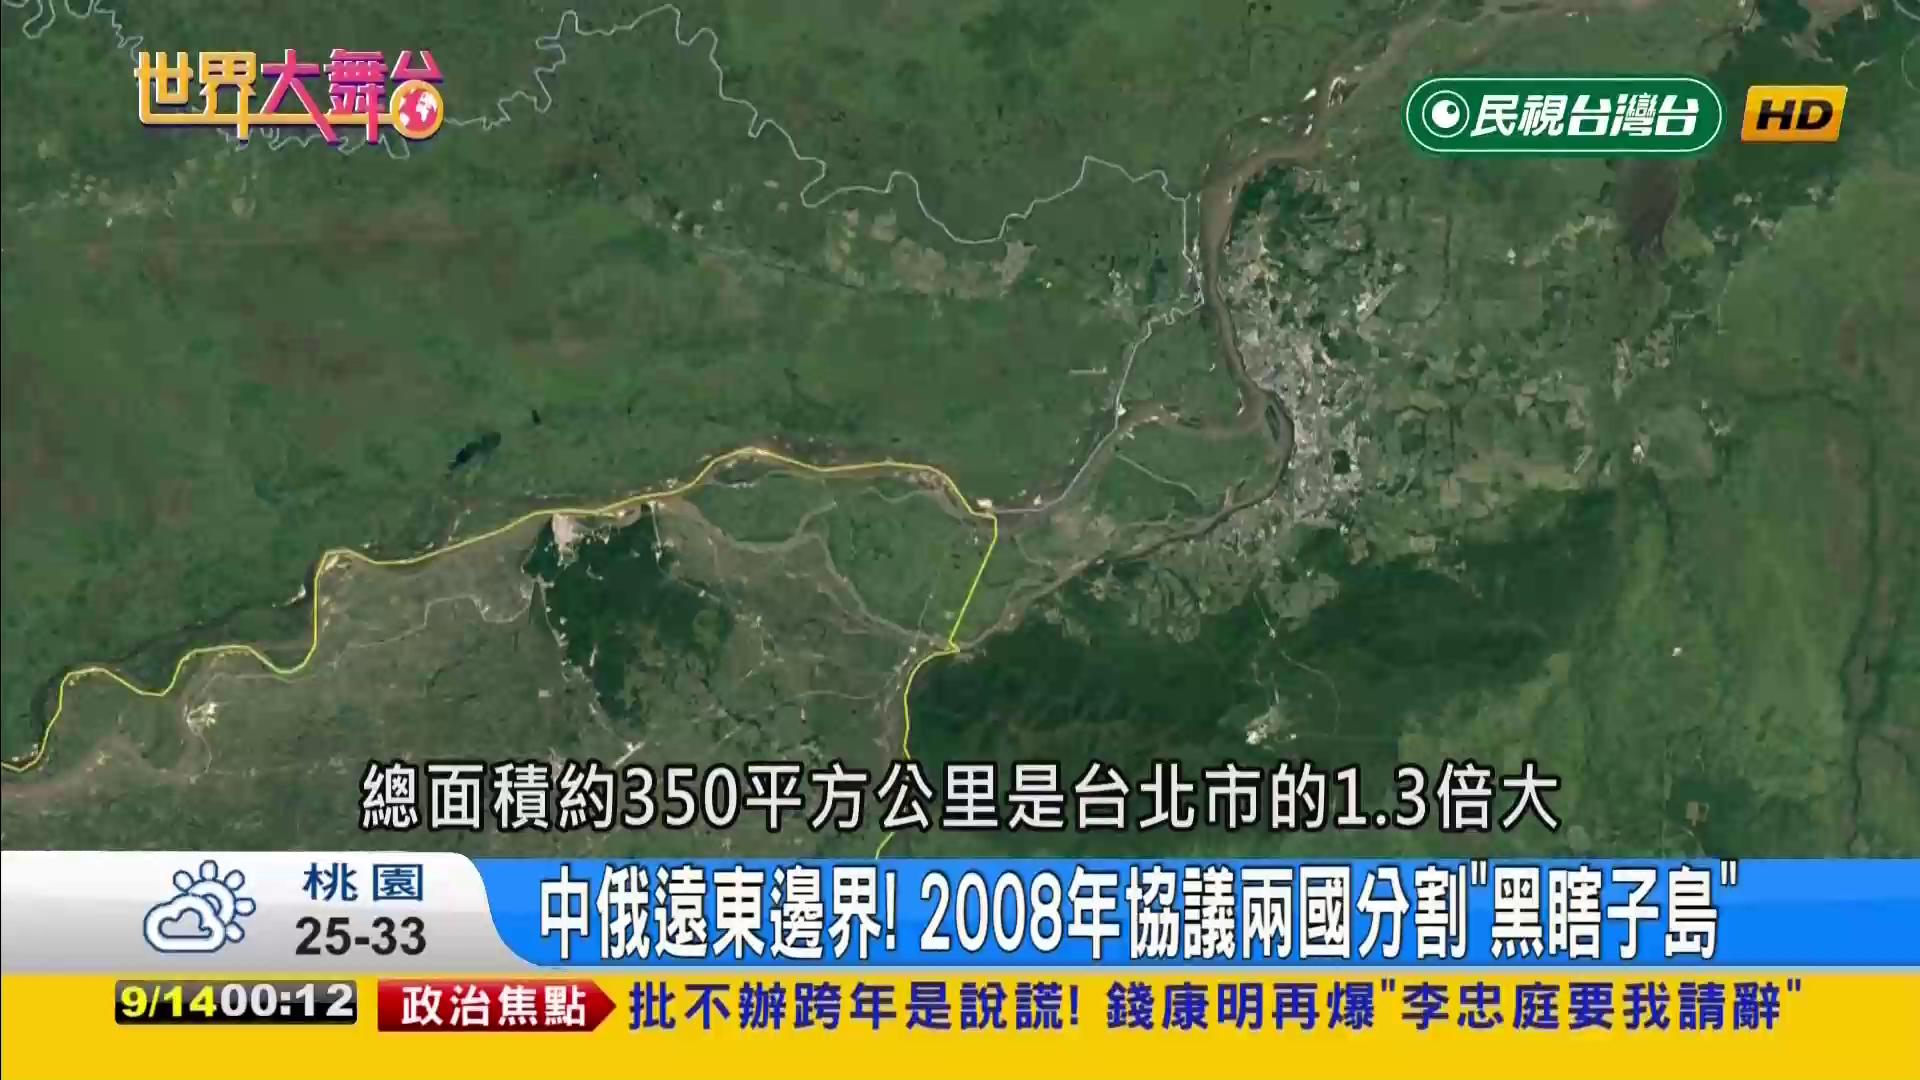 世界大舞台
民視台灣台 HD
總面積約350平方公里是台北市的1.3倍大
桃園
25-33
中俄遠東邊界！2008年協議兩國分割"黑瞎子島"
9/14 00:12 政治焦點 批不辦跨年是說謊！錢康明再爆"李忠庭要我請辭"